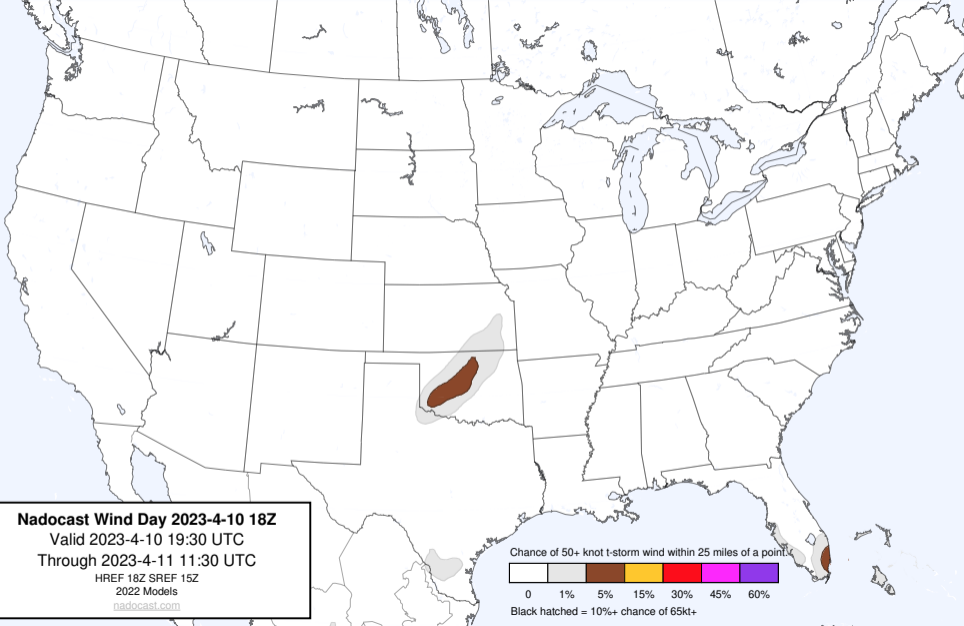 Nadocast Wind Day 2023-4-10 18Z
Valid 2023-4-10 19:30 UTC
Through 2023-4-11 11:30 UTC
HREF 18Z SREF 15Z
2022 Models
nadocast.com
Chance of 50+ knot t-storm wind within 25 miles of a point.
0 1% 5% 15% 30% 45% 60%
Black hatched = 10%+ chance of 65kt+